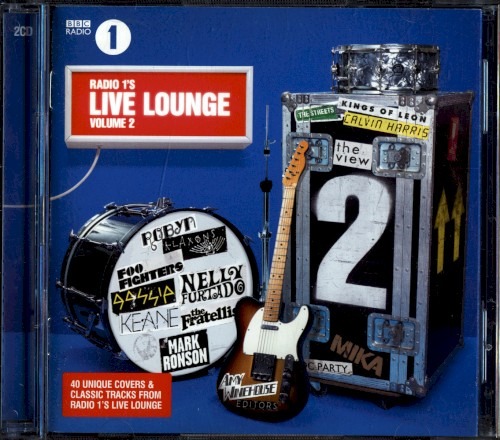 2CD
BBC
RADIO
1
RADIO 1'S
LIVE LOUNGE
VOLUME 2
THE STREETS
KINGS OF LEON
CALVIN HARRIS
the
view
2
ROBYN
KLAXONS
FOO
FIGHTERS
NELLY
FURTADO
KEANE
the
Fratellis
MARK
RONSON
MIKA
C PARTY
AMY
WINEHOUSE
EDITORS
40 UNIQUE COVERS &
CLASSIC TRACKS FROM
RADIO 1'S LIVE LOUNGE